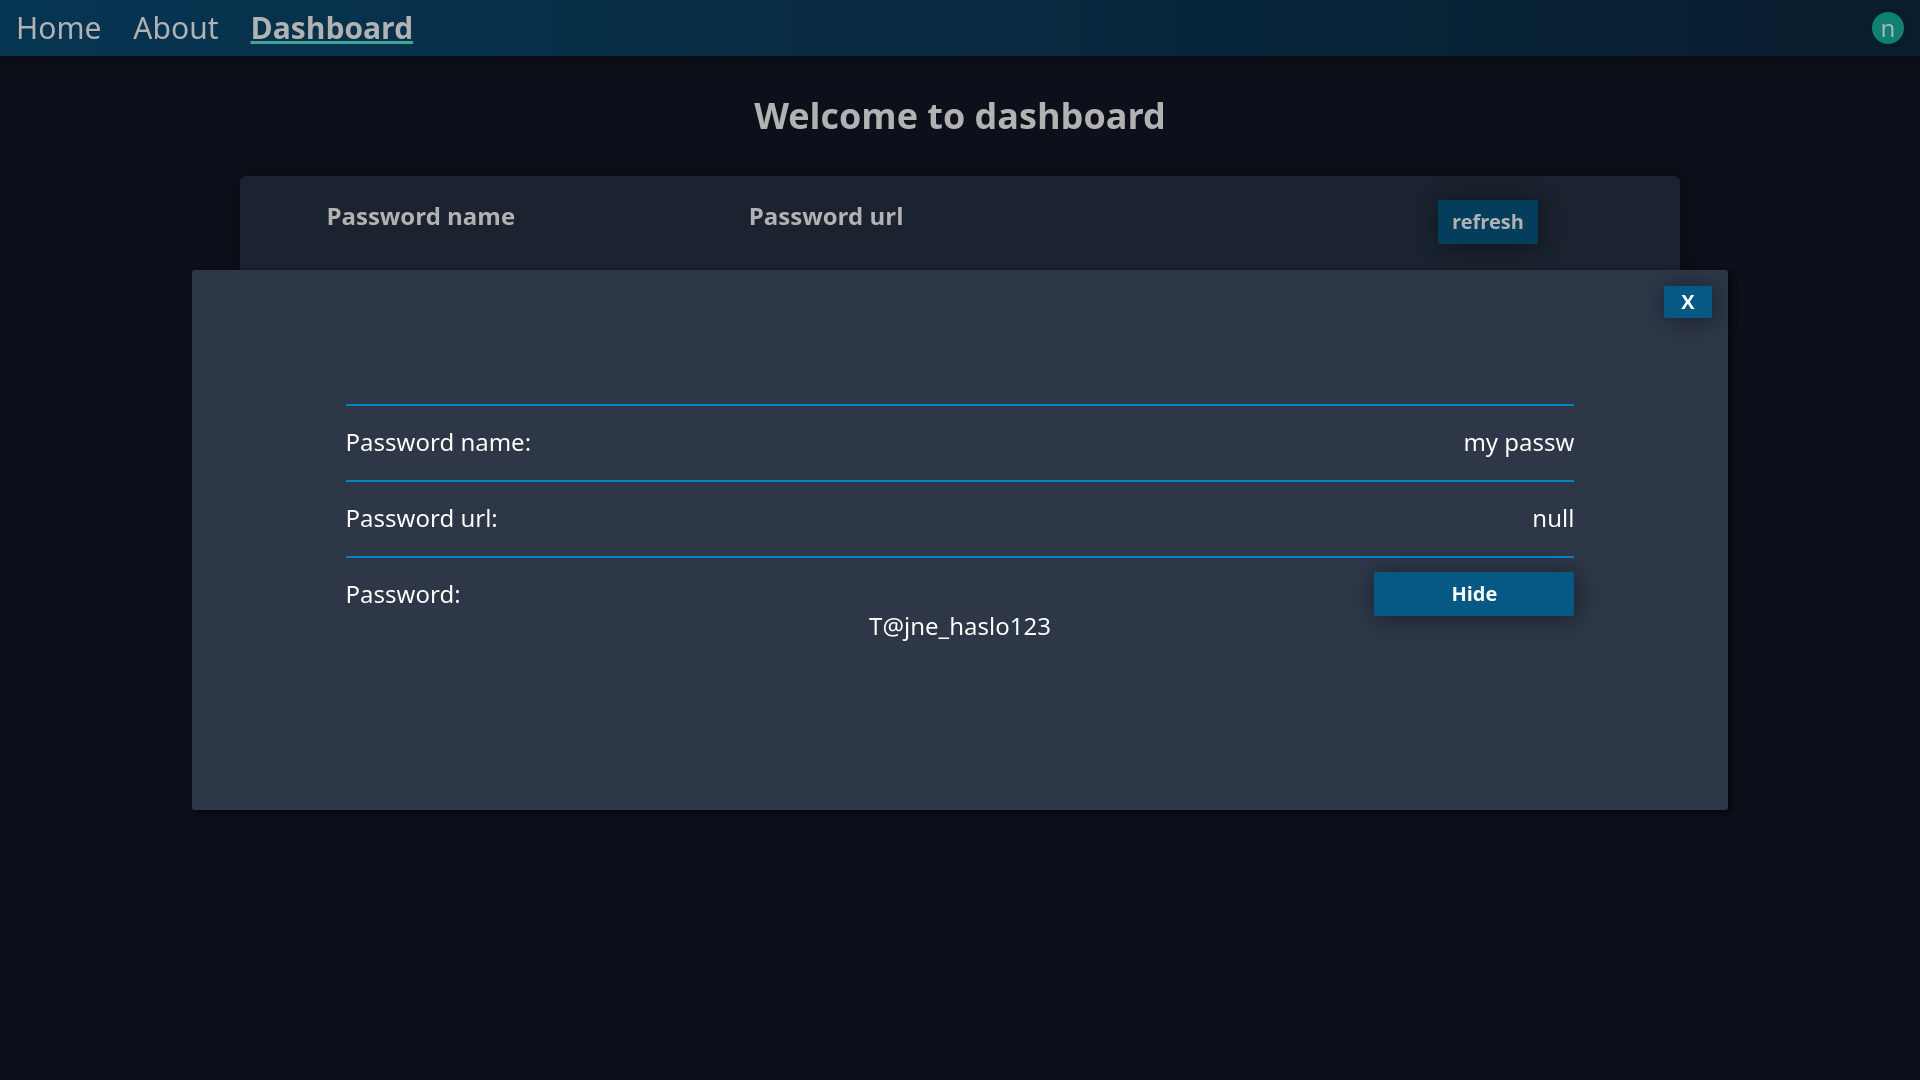 Home About Dashboard n
Welcome to dashboard
Password name Password url refresh
X
Password name: my passw
Password url: null
Password: Hide
T@jne_haslo123